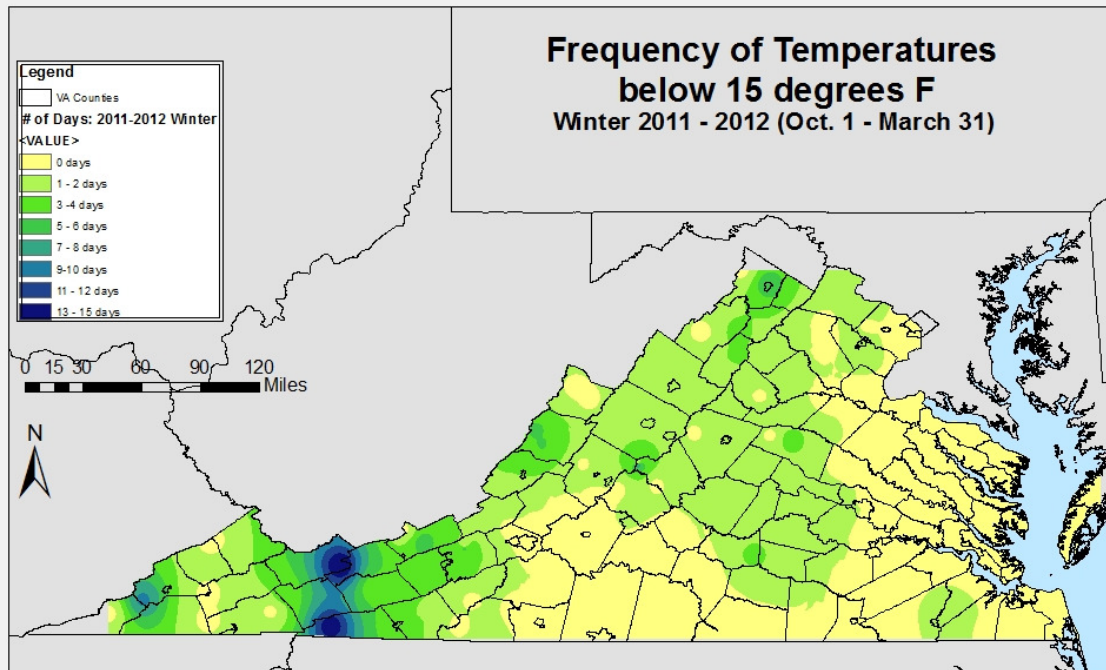 Frequency of Temperatures
below 15 degrees F
Winter 2011 - 2012 (Oct. 1 - March 31)
Legend
VA Counties
# of Days: 2011-2012 Winter
<VALUE>
0 days
1 - 2 days
3 -4 days
5 - 6 days
7 - 8 days
9-10 days
11 - 12 days
13 - 15 days
0 15 30 60 90 120
Miles
N